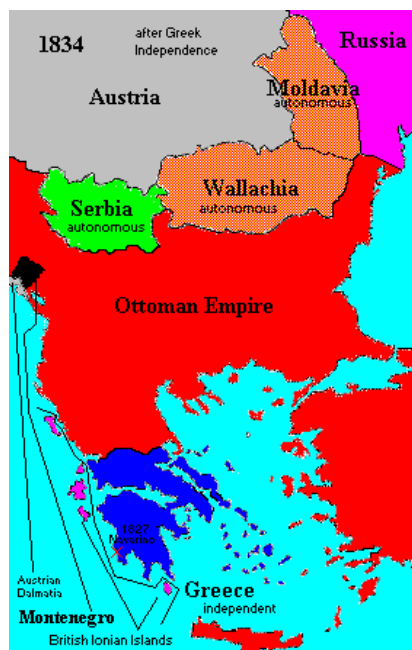 1834
after Greek
Independence
Russia
Austria
Moldavia
autonomous
Wallachia
autonomous
Serbia
autonomous
Ottoman Empire
1827
Navarino
Austrian
Dalmatia
Greece
independent
Montenegro
British Ionian Islands